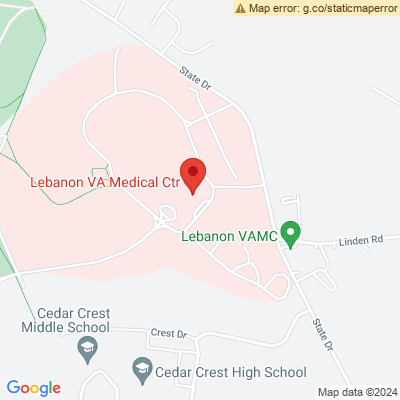 Map error: g.co/staticmaperror
State Dr
Lebanon VA Medical Ctr
Lebanon VAMC
Linden Rd
Cedar Crest
Middle School
Crest Dr
State Dr
Cedar Crest High School
Google
Map data ©2024